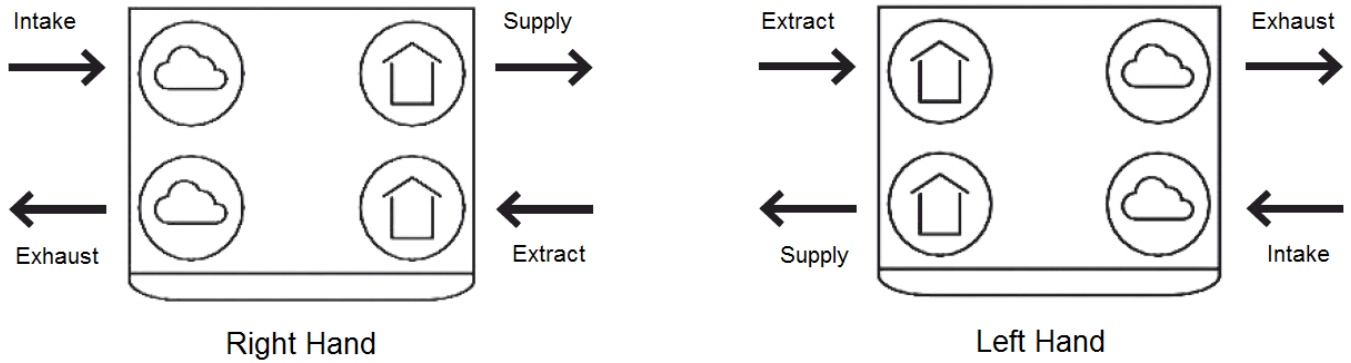 Intake
Supply
Exhaust
Extract
Right Hand
Extract
Exhaust
Supply
Intake
Left Hand